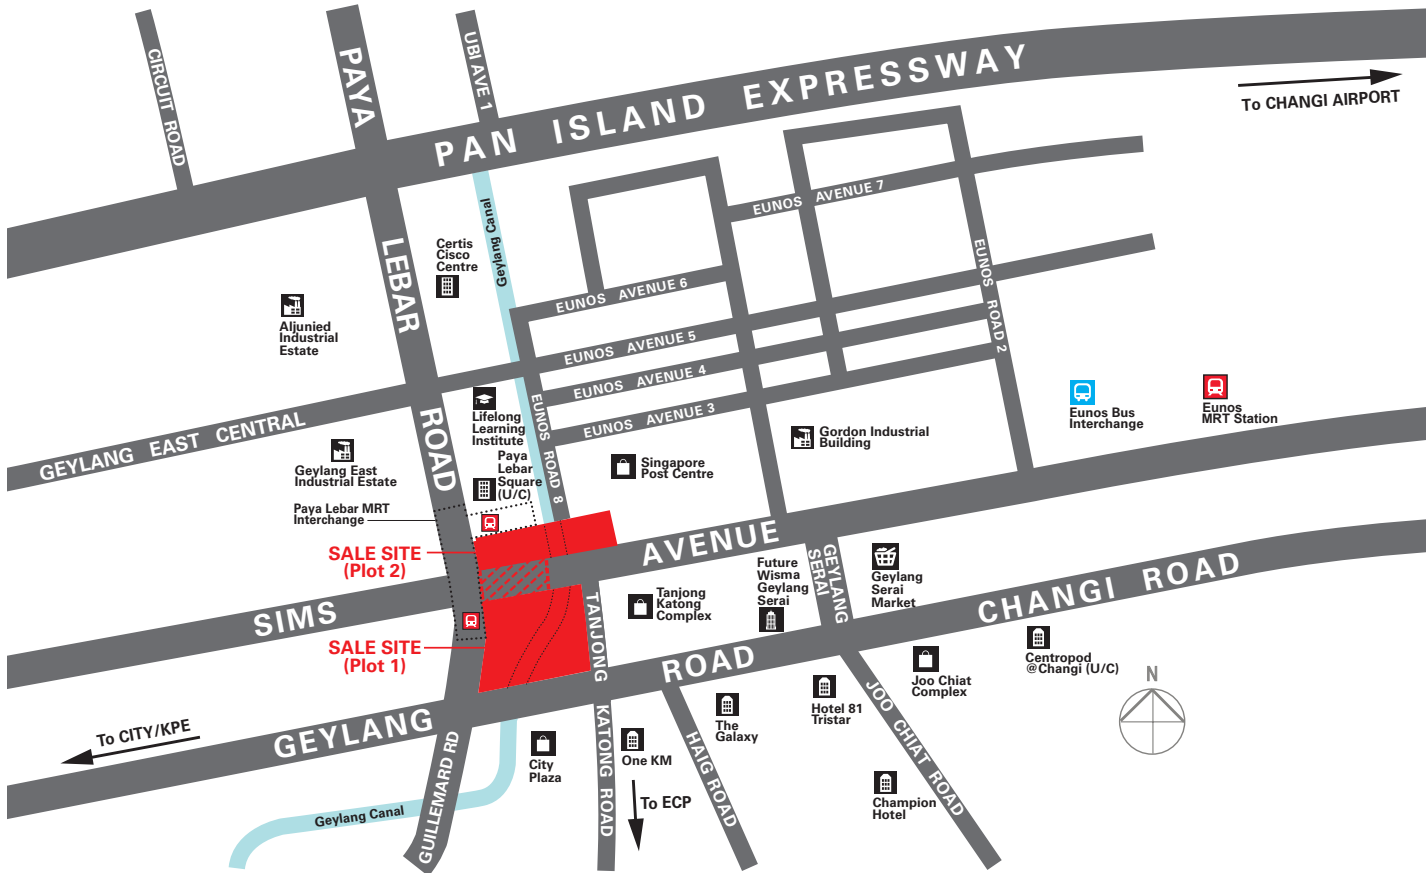 CIRCUIT ROAD
PAYA
LEBAR
ROAD
UBI AVE 1
PAN ISLAND EXPRESSWAY
To CHANGI AIRPORT
Geylang Canal
Certis
Cisco
Centre
EUNOS AVENUE 7
EUNOS ROAD 2
EUNOS AVENUE 6
EUNOS AVENUE 5
EUNOS AVENUE 4
EUNOS AVENUE 3
EUNOS ROAD 8
Aljunied
Industrial
Estate
GEYLANG EAST CENTRAL
Lifelong
Learning
Institute
Paya
Lebar
Square
(U/C)
Geylang East
Industrial Estate
Paya Lebar MRT
Interchange
Singapore
Post Centre
Gordon Industrial
Building
Eunos Bus
Interchange
Eunos
MRT Station
SALE SITE
(Plot 2)
SALE SITE
(Plot 1)
SIMS AVENUE
TANJONG KATONG ROAD
Tanjong
Katong
Complex
Future
Wisma
Geylang
Serai
GEYLANG
SERAI
Geylang
Serai
Market
GEYLANG ROAD
CHANGI ROAD
Centropod
@Changi (U/C)
Joo Chiat
Complex
Hotel 81
Tristar
The
Galaxy
JOO CHIAT ROAD
HAIG ROAD
N
To CITY/KPE
GUILLEMARD RD
City
Plaza
One KM
To ECP
Champion
Hotel
Geylang Canal